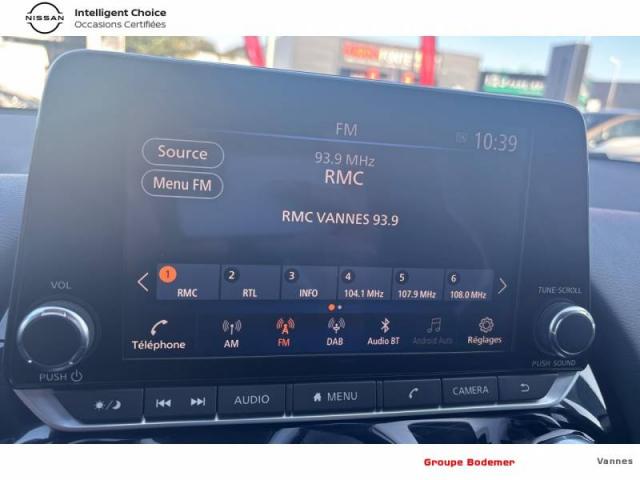 NISSAN
Intelligent Choice
Occasions Certifiées
FM
10:39
Source
93.9 MHz
RMC
Menu FM
RMC VANNES 93.9
1 RMC
2 RTL
3 INFO
4 104.1 MHz
5 107.9 MHz
6 108.0 MHz
VOL
TUNE-SCROLL
Téléphone
AM
FM
DAB
Audio BT
Android Auto
Réglages
PUSH
PUSH SOUND
AUDIO
MENU
CAMERA
Groupe Bodemer
Vannes